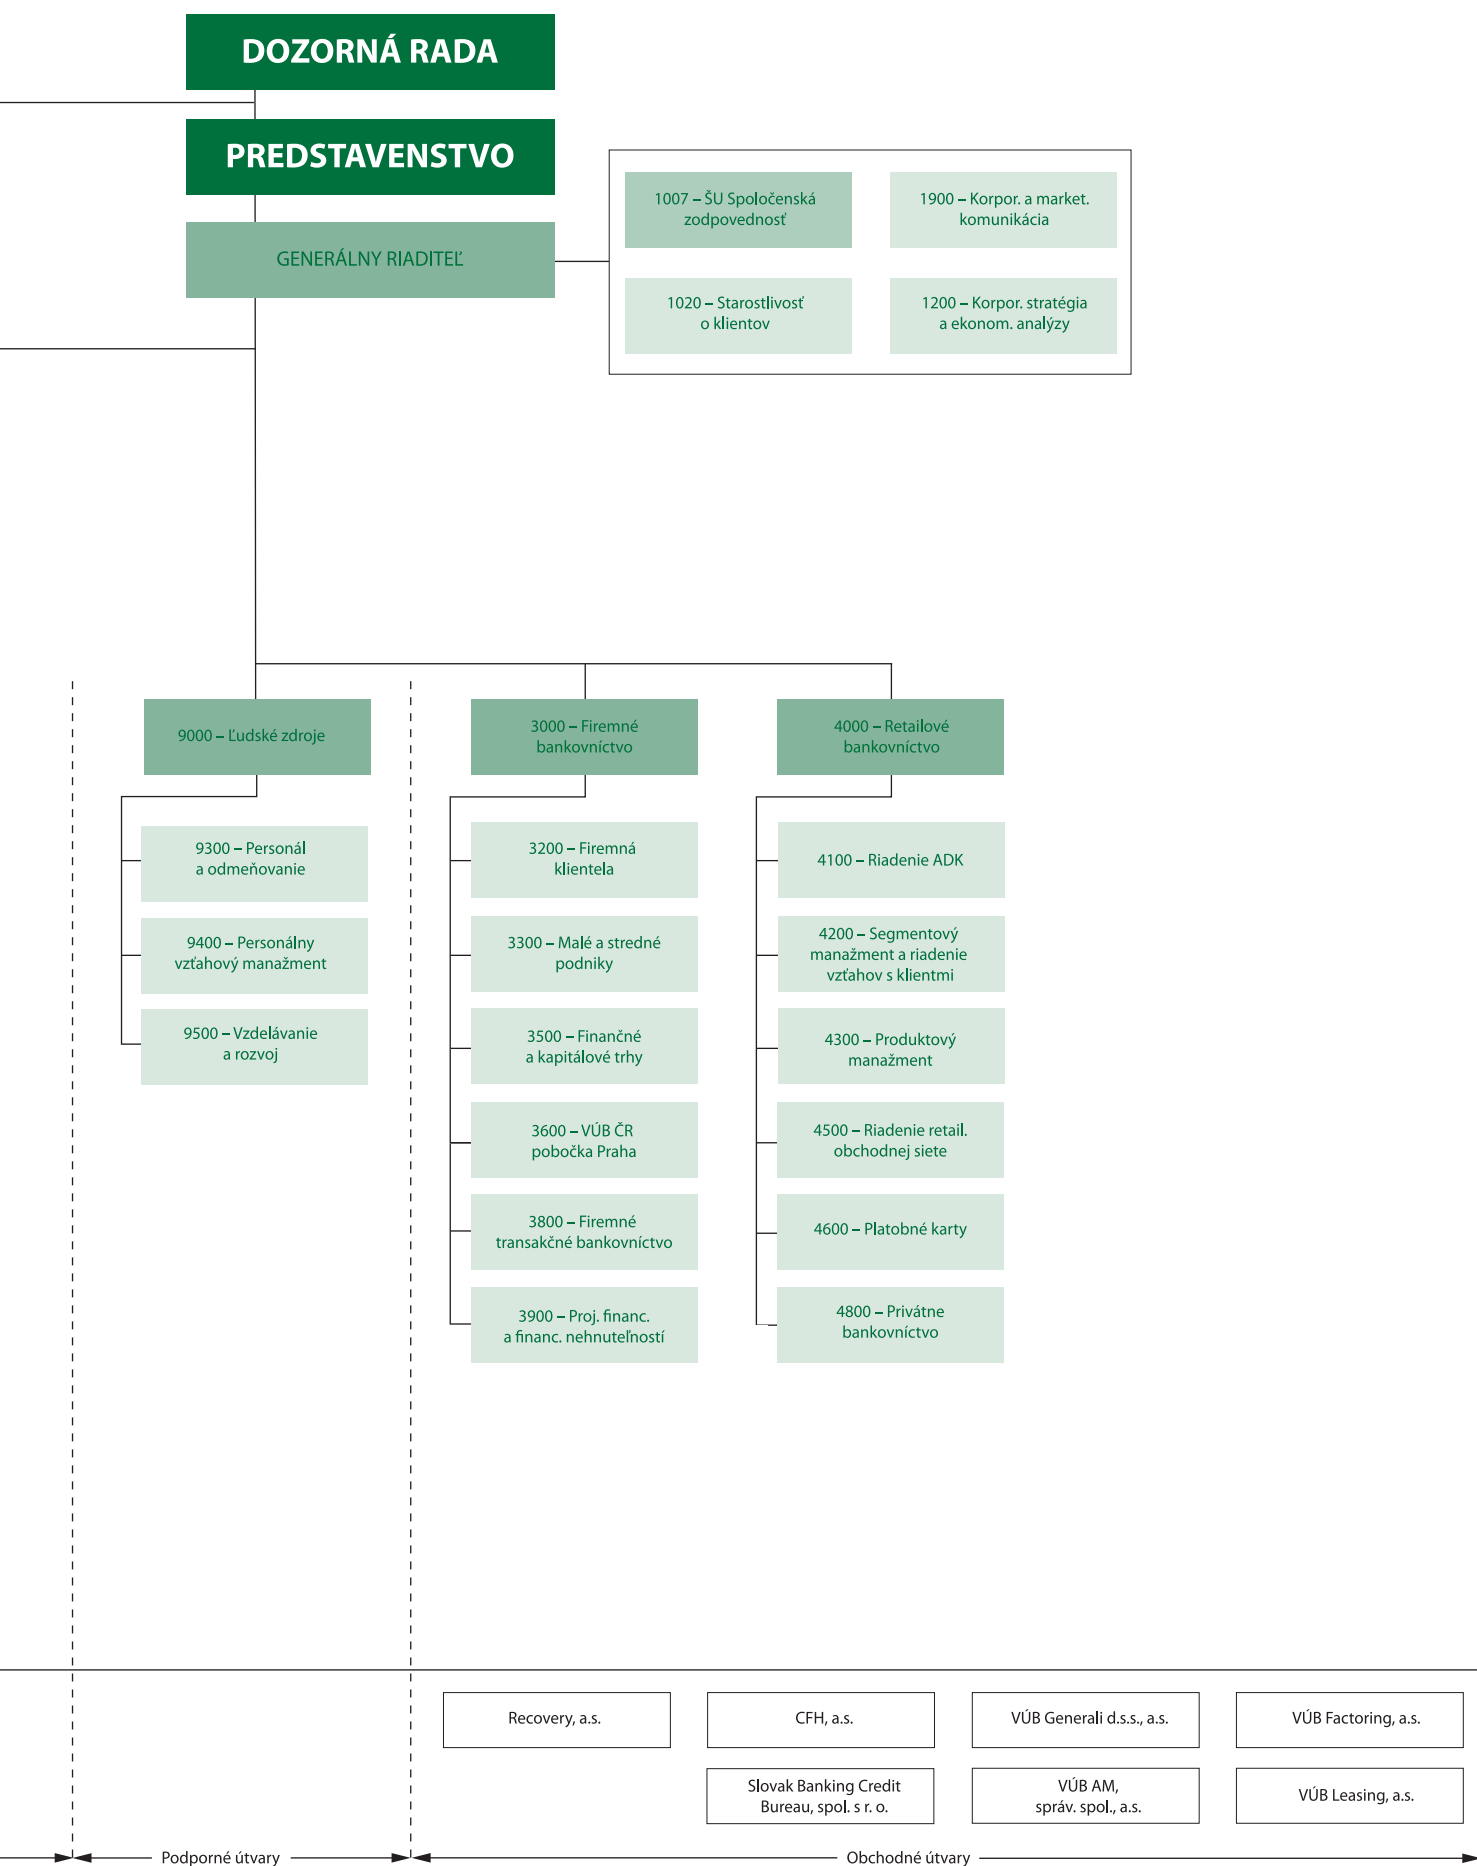 DOZORNÁ RADA
PREDSTAVENSTVO
GENERÁLNY RIADITEĽ
1007 – ŠU Spoločenská
zodpovednosť
1900 – Korpor. a market.
komunikácia
1020 – Starostlivosť
o klientov
1200 – Korpor. stratégia
a ekonom. analýzy
9000 – Ľudské zdroje
9300 – Personál
a odmeňovanie
9400 – Personálny
vzťahový manažment
9500 – Vzdelávanie
a rozvoj
3000 – Firemné
bankovníctvo
3200 – Firemná
klientela
3300 – Malé a stredné
podniky
3500 – Finančné
a kapitálové trhy
3600 – VÚB ČR
pobočka Praha
3800 – Firemné
transakčné bankovníctvo
3900 – Proj. financ.
a financ. nehnuteľností
4000 – Retailové
bankovníctvo
4100 – Riadenie ADK
4200 – Segmentový
manažment a riadenie
vzťahov s klientmi
4300 – Produktový
manažment
4500 – Riadenie retail.
obchodnej siete
4600 – Platobné karty
4800 – Privátne
bankovníctvo
Recovery, a.s.
CFH, a.s.
VÚB Generali d.s.s., a.s.
VÚB Factoring, a.s.
Slovak Banking Credit
Bureau, spol. s r. o.
VÚB AM,
správ. spol., a.s.
VÚB Leasing, a.s.
Podporné útvary
Obchodné útvary